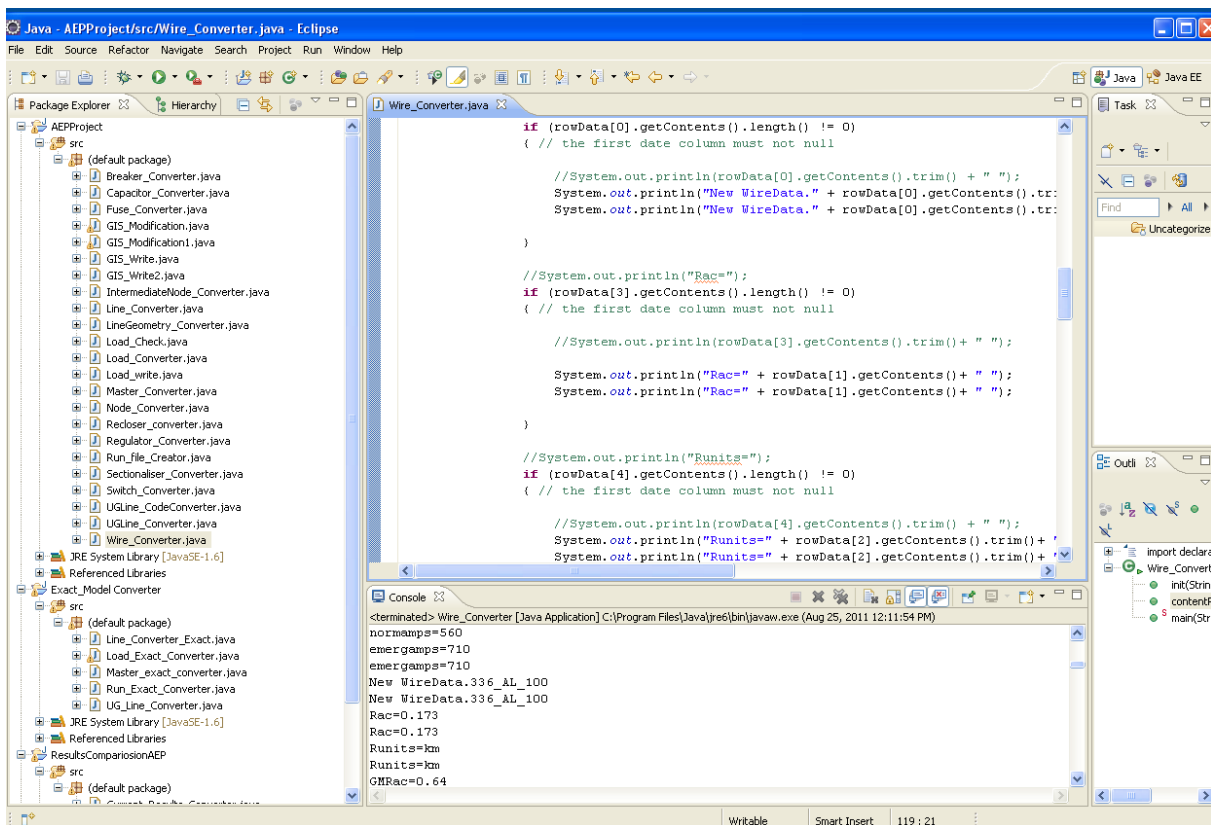 Java - AEPProject/src/Wire_Converter.java - Eclipse
File Edit Source Refactor Navigate Search Project Run Window Help
Java Java EE
Package Explorer Hierarchy
AEPProject
src
(default package)
Breaker_Converter.java
Capacitor_Converter.java
Fuse_Converter.java
GIS_Modification.java
GIS_Modification1.java
GIS_Write.java
GIS_Write2.java
IntermediateNode_Converter.java
Line_Converter.java
LineGeometry_Converter.java
Load_Check.java
Load_Converter.java
Load_write.java
Master_Converter.java
Node_Converter.java
Recloser_converter.java
Regulator_Converter.java
Run_file_Creator.java
Sectionaliser_Converter.java
Switch_Converter.java
UGLine_CodeConverter.java
UGLine_Converter.java
Wire_Converter.java
JRE System Library [JavaSE-1.6]
Referenced Libraries
Exact_Model Converter
src
(default package)
Line_Converter_Exact.java
Load_Exact_Converter.java
Master_exact_converter.java
Run_Exact_Converter.java
UG_Line_Converter.java
JRE System Library [JavaSE-1.6]
Referenced Libraries
ResultsCompariosionAEP
src
(default package)
Wire_Converter.java
if (rowData[0].getContents().length() != 0)
{ // the first date column must not null
//System.out.println(rowData[0].getContents().trim() + " ");
System.out.println("New WireData." + rowData[0].getContents().tri
System.out.println("New WireData." + rowData[0].getContents().tri
}
//System.out.println("Rac=");
if (rowData[3].getContents().length() != 0)
{ // the first date column must not null
//System.out.println(rowData[3].getContents().trim()+ " ");
System.out.println("Rac=" + rowData[1].getContents()+ " ");
System.out.println("Rac=" + rowData[1].getContents()+ " ");
}
//System.out.println("Runits=");
if (rowData[4].getContents().length() != 0)
{ // the first date column must not null
//System.out.println(rowData[4].getContents().trim() + " ");
System.out.println("Runits=" + rowData[2].getContents().trim()+ "
System.out.println("Runits=" + rowData[2].getContents().trim()+ "
Console
<terminated> Wire_Converter [Java Application] C:\Program Files\Java\jre6\bin\javaw.exe (Aug 25, 2011 12:11:54 PM)
normamps=560
emergamps=710
emergamps=710
New WireData.336_AL_100
New WireData.336_AL_100
Rac=0.173
Rac=0.173
Runits=km
Runits=km
GMRac=0.64
Task
Find All
Uncategorize
Outli
import declara
Wire_Convert
init(Strin
contentR
main(Str
Writable Smart Insert 119 : 21